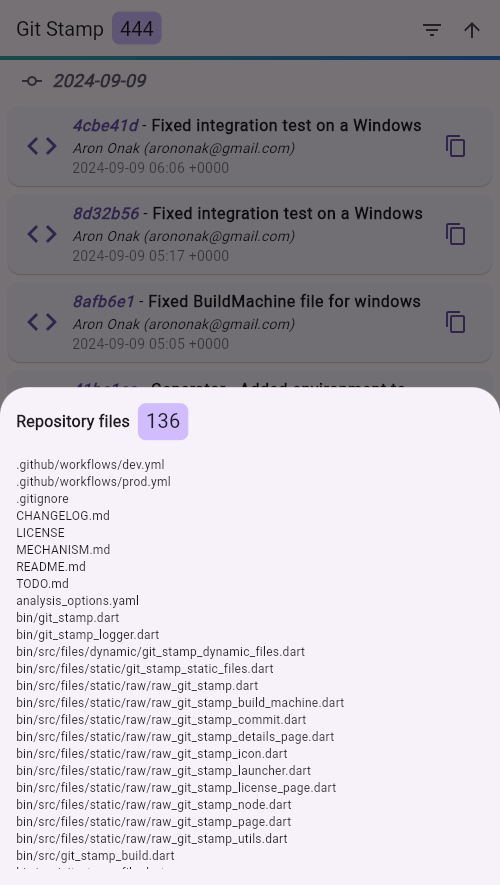 Git Stamp 444
2024-09-09
4cbe41d - Fixed integration test on a Windows
Aron Onak (arononak@gmail.com)
2024-09-09 06:06 +0000
8d32b56 - Fixed integration test on a Windows
Aron Onak (arononak@gmail.com)
2024-09-09 05:17 +0000
8afb6e1 - Fixed BuildMachine file for windows
Aron Onak (arononak@gmail.com)
2024-09-09 05:05 +0000
Repository files 136
.github/workflows/dev.yml
.github/workflows/prod.yml
.gitignore
CHANGELOG.md
LICENSE
MECHANISM.md
README.md
TODO.md
analysis_options.yaml
bin/git_stamp.dart
bin/git_stamp_logger.dart
bin/src/files/dynamic/git_stamp_dynamic_files.dart
bin/src/files/static/git_stamp_static_files.dart
bin/src/files/static/raw/raw_git_stamp.dart
bin/src/files/static/raw/raw_git_stamp_build_machine.dart
bin/src/files/static/raw/raw_git_stamp_commit.dart
bin/src/files/static/raw/raw_git_stamp_details_page.dart
bin/src/files/static/raw/raw_git_stamp_icon.dart
bin/src/files/static/raw/raw_git_stamp_launcher.dart
bin/src/files/static/raw/raw_git_stamp_license_page.dart
bin/src/files/static/raw/raw_git_stamp_node.dart
bin/src/files/static/raw/raw_git_stamp_page.dart
bin/src/files/static/raw/raw_git_stamp_utils.dart
bin/src/git_stamp_build.dart